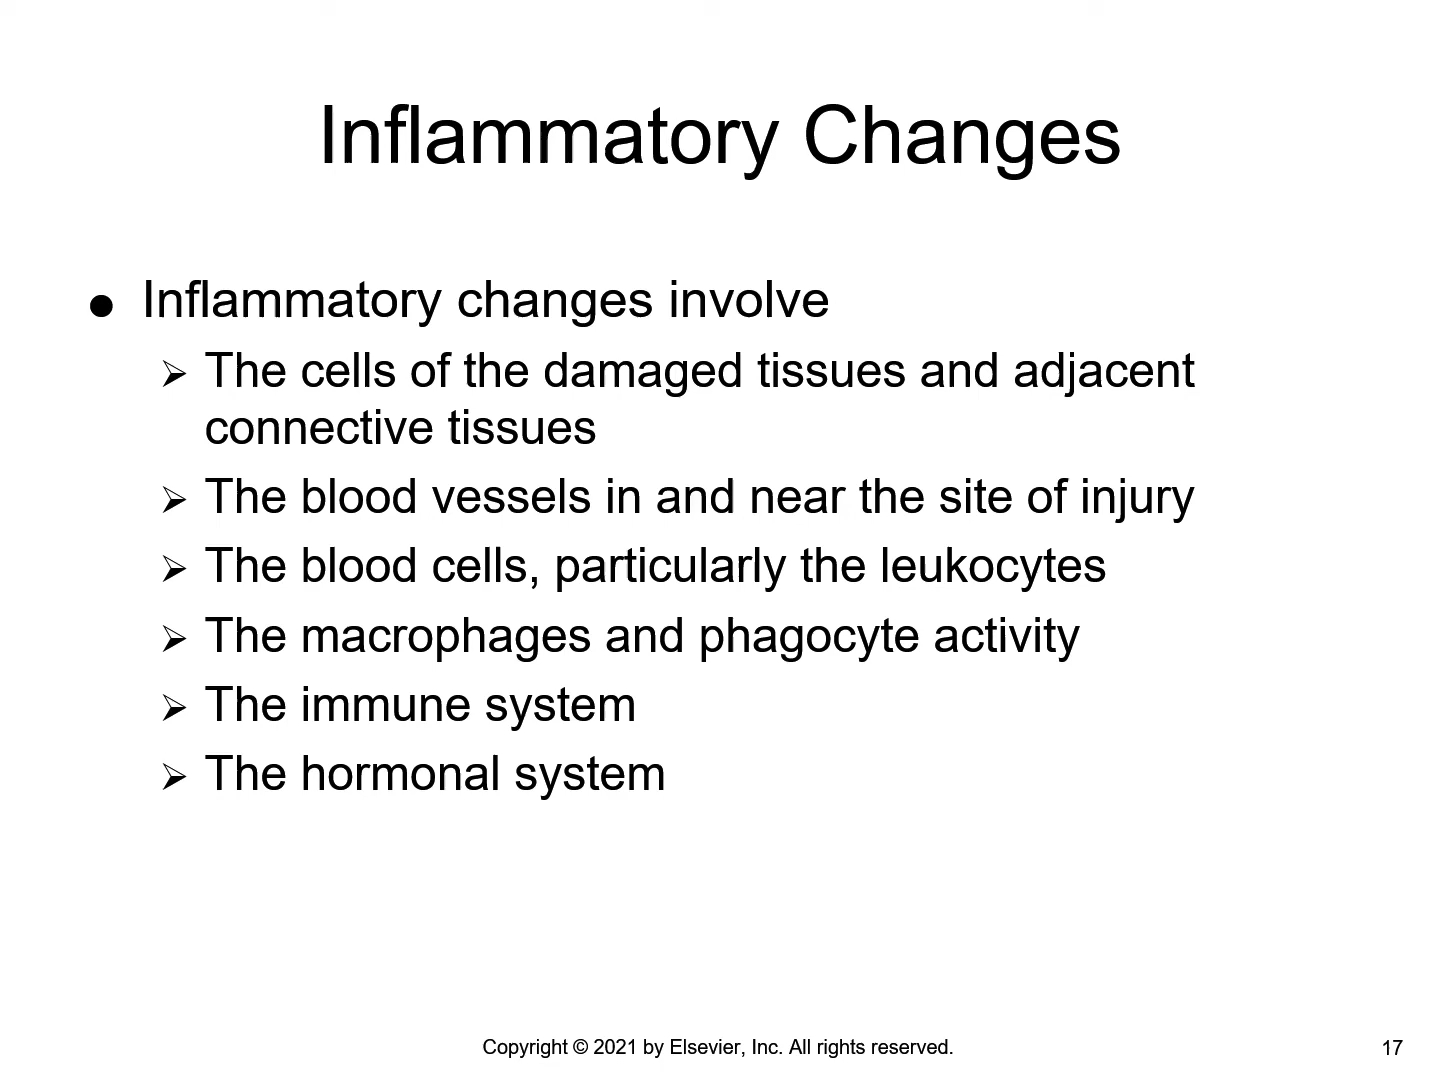 Inflammatory Changes
● Inflammatory changes involve
➢ The cells of the damaged tissues and adjacent
connective tissues
➢ The blood vessels in and near the site of injury
➢ The blood cells, particularly the leukocytes
➢ The macrophages and phagocyte activity
➢ The immune system
➢ The hormonal system
Copyright © 2021 by Elsevier, Inc. All rights reserved.
17